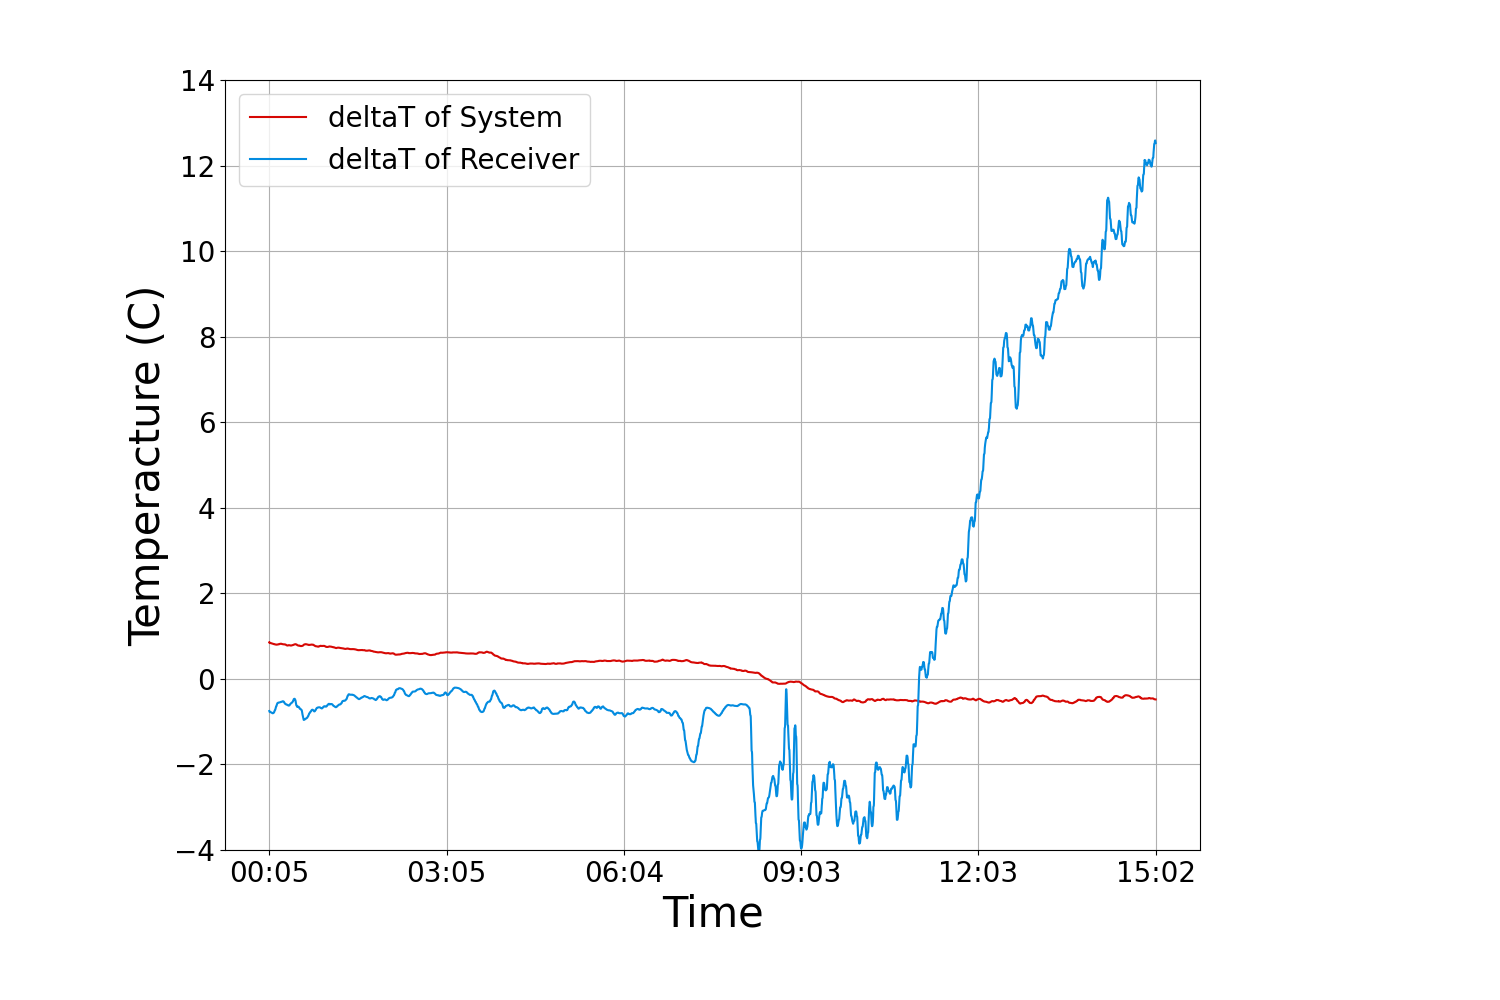 14
12
10
8
6
4
2
0
−2
−4
Temperacture (C)
deltaT of System
deltaT of Receiver
00:05 03:05 06:04 09:03 12:03 15:02
Time